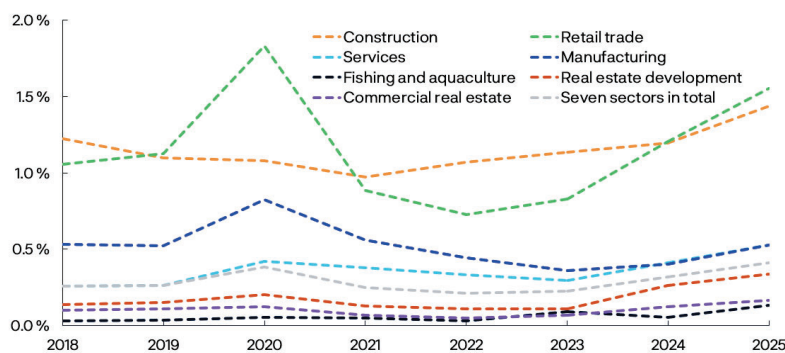 2.0 %
Construction Retail trade
Services Manufacturing
1.5 %
Fishing and aquaculture Real estate development
Commercial real estate Seven sectors in total
1.0 %
0.5 %
0.0 %
2018 2019 2020 2021 2022 2023 2024 2025